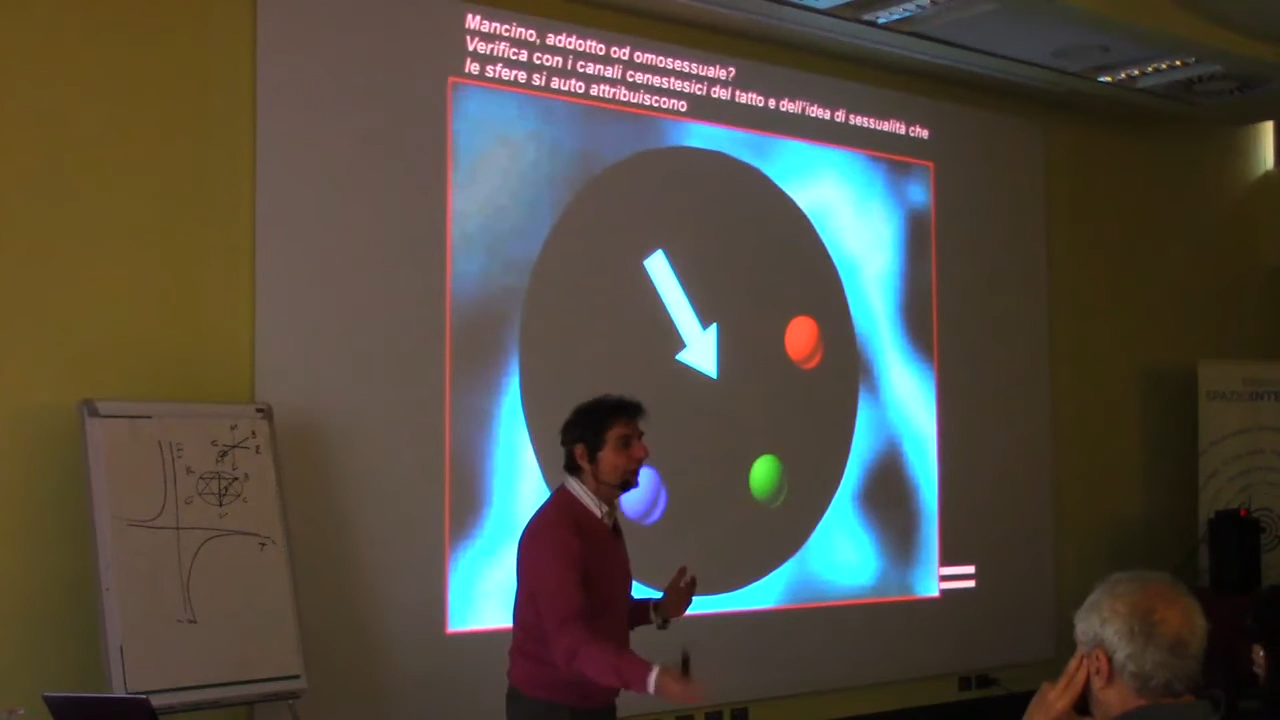 Mancino, addotto od omosessuale?
Verifica con i canali cenestesici del tatto e dell'idea di sessualità che
le sfere si auto attribuiscono